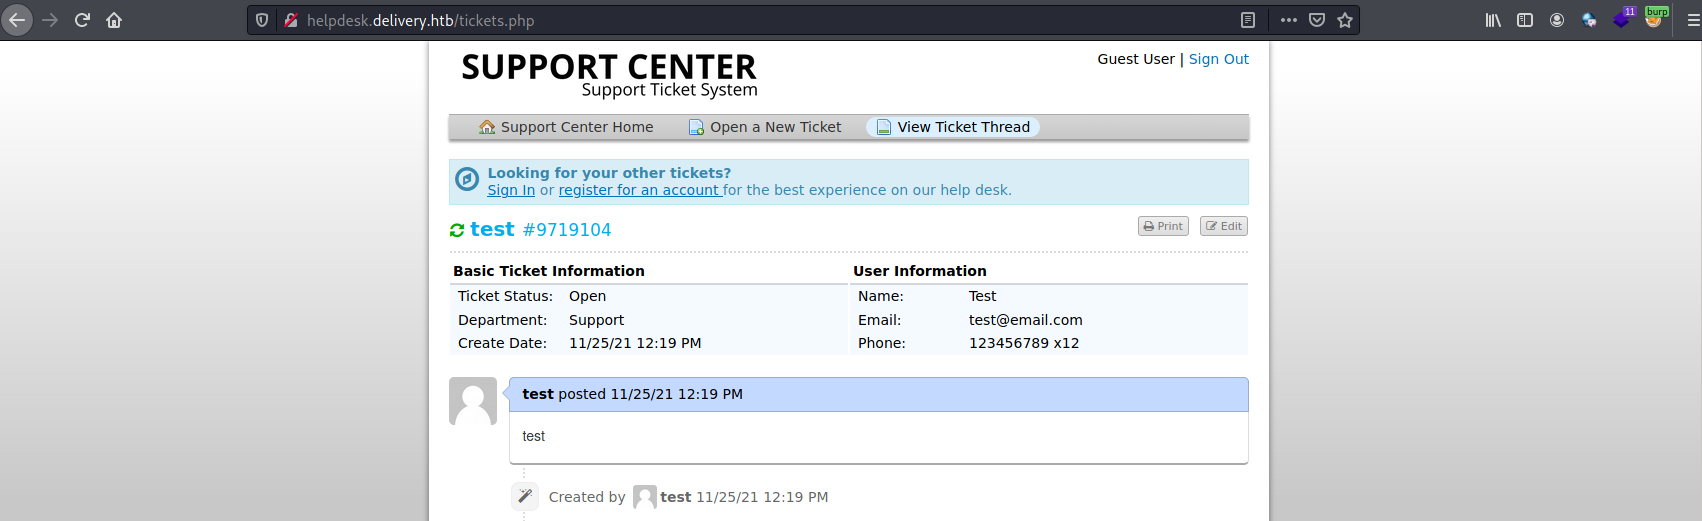 helpdesk.delivery.htb/tickets.php
11
burp
SUPPORT CENTER
Support Ticket System
Guest User | Sign Out
Support Center Home
Open a New Ticket
View Ticket Thread
Looking for your other tickets?
Sign In or register for an account for the best experience on our help desk.
test #9719104
Print
Edit
Basic Ticket Information
Ticket Status: Open
Department: Support
Create Date: 11/25/21 12:19 PM
User Information
Name: Test
Email: test@email.com
Phone: 123456789 x12
test posted 11/25/21 12:19 PM
test
Created by test 11/25/21 12:19 PM